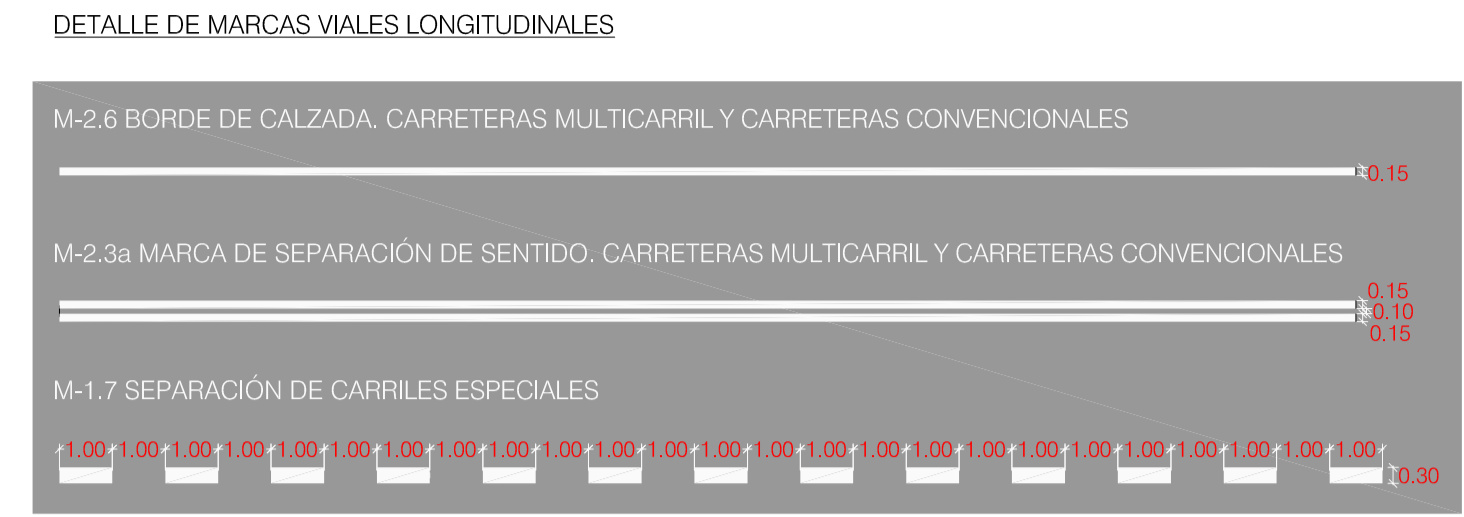 DETALLE DE MARCAS VIALES LONGITUDINALES
M-2.6 BORDE DE CALZADA. CARRETERAS MULTICARRIL Y CARRETERAS CONVENCIONALES
0.15
M-2.3a MARCA DE SEPARACIÓN DE SENTIDO. CARRETERAS MULTICARRIL Y CARRETERAS CONVENCIONALES
0.15
0.10
0.15
M-1.7 SEPARACIÓN DE CARRILES ESPECIALES
1.00 1.00 1.00 1.00 1.00 1.00 1.00 1.00 1.00 1.00 1.00 1.00 1.00 1.00 1.00 1.00 1.00 1.00 1.00 1.00 1.00 1.00 1.00 1.00 1.00
0.30